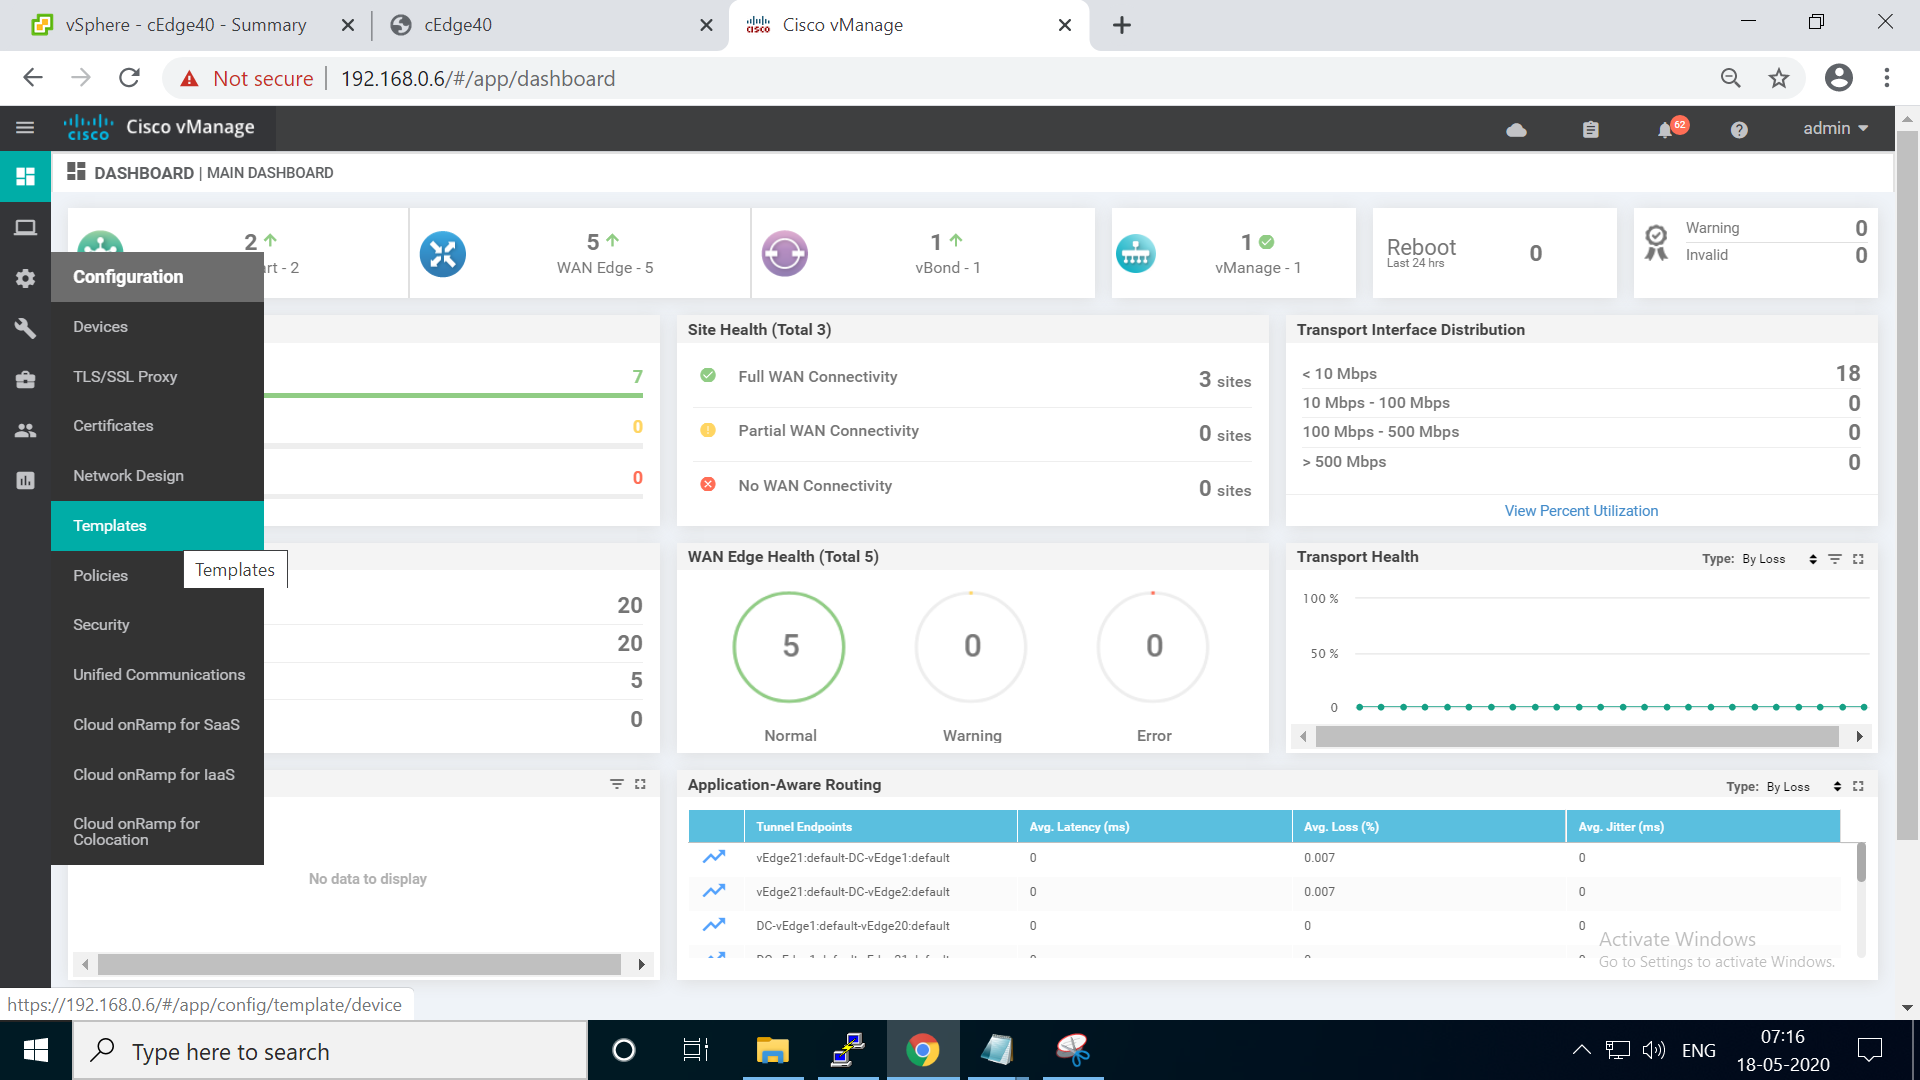 vSphere - cEdge40 - Summary
cEdge40
Cisco vManage
Not secure
192.168.0.6/#/app/dashboard
cisco
Cisco vManage
62
admin
DASHBOARD | MAIN DASHBOARD
2
rt - 2
5
WAN Edge - 5
1
vBond - 1
1
vManage - 1
Reboot
Last 24 hrs
0
Warning 0
Invalid 0
Configuration
Devices
TLS/SSL Proxy
Certificates
Network Design
Templates
Templates
Policies
Security
Unified Communications
Cloud onRamp for SaaS
Cloud onRamp for IaaS
Cloud onRamp for
Colocation
7
0
0
Site Health (Total 3)
Full WAN Connectivity 3 sites
Partial WAN Connectivity 0 sites
No WAN Connectivity 0 sites
Transport Interface Distribution
< 10 Mbps 18
10 Mbps - 100 Mbps 0
100 Mbps - 500 Mbps 0
> 500 Mbps 0
View Percent Utilization
20
20
5
0
WAN Edge Health (Total 5)
5 0 0
Normal Warning Error
Transport Health
Type: By Loss
100 %
50 %
0
No data to display
Application-Aware Routing
Type: By Loss
Tunnel Endpoints Avg. Latency (ms) Avg. Loss (%) Avg. Jitter (ms)
vEdge21:default-DC-vEdge1:default 0 0.007 0
vEdge21:default-DC-vEdge2:default 0 0.007 0
DC-vEdge1:default-vEdge20:default 0 0 0
Activate Windows
Go to Settings to activate Windows.
https://192.168.0.6/#/app/config/template/device
Type here to search
ENG
07:16
18-05-2020